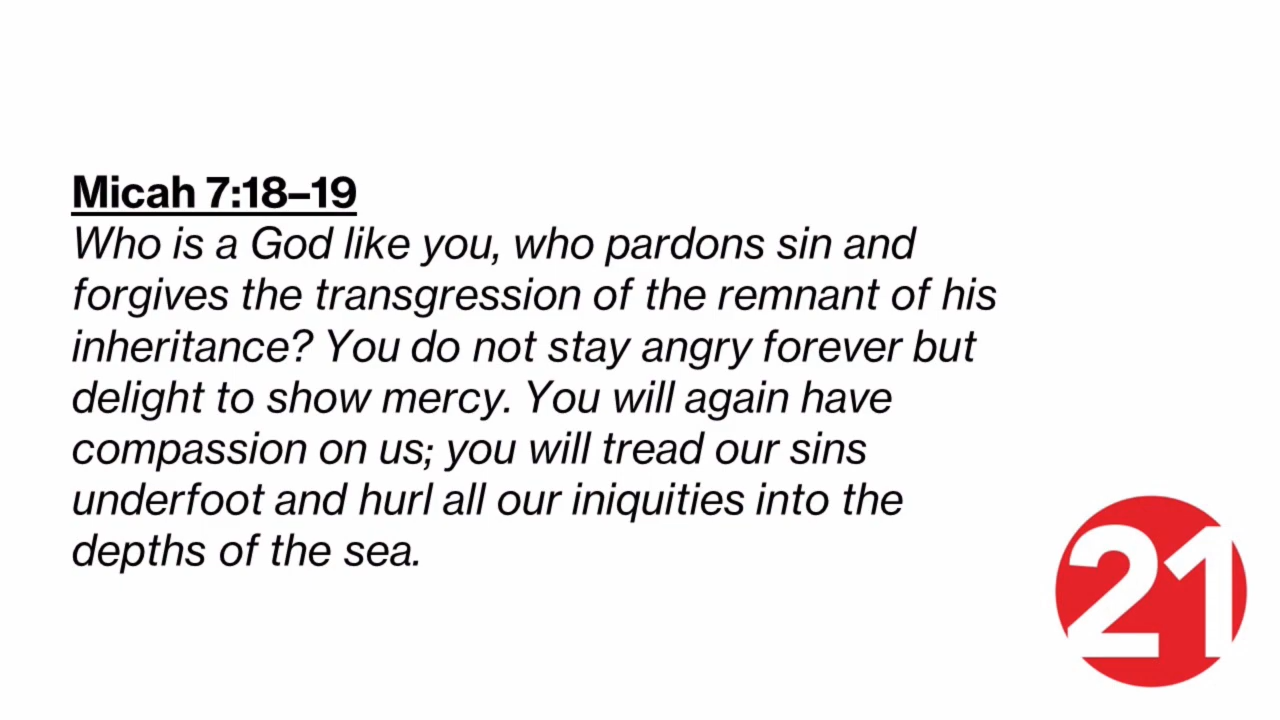 Micah 7:18–19
Who is a God like you, who pardons sin and
forgives the transgression of the remnant of his
inheritance? You do not stay angry forever but
delight to show mercy. You will again have
compassion on us; you will tread our sins
underfoot and hurl all our iniquities into the
depths of the sea.
21